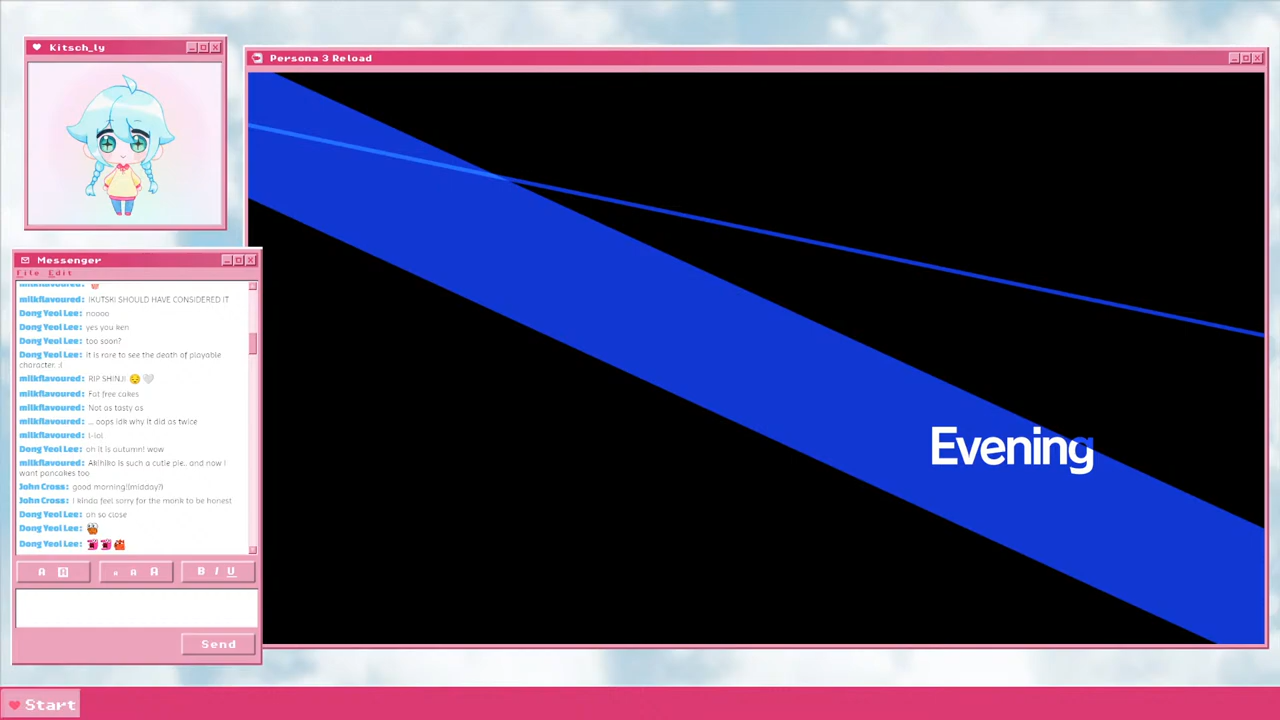 Kitsch_ly
Persona 3 Reload
Messenger
File Edit
milkflavoured: IKUTSKI SHOULD HAVE CONSIDERED IT
Dong Yeol Lee: noooo
Dong Yeol Lee: yes you ken
Dong Yeol Lee: too soon?
Dong Yeol Lee: it is rare to see the death of playable
character. :(
milkflavoured: RIP SHINJI 😔 🤍
milkflavoured: Fat free cakes
milkflavoured: Not as tasty as
milkflavoured: ... oops idk why it did as twice
milkflavoured: l-lol
Dong Yeol Lee: oh it is autumn! wow
milkflavoured: Akihiko is such a cutie pie.. and now I
want pancakes too
John Cross: good morning!(midday?)
John Cross: I kinda feel sorry for the monk to be honest
Dong Yeol Lee: oh so close
Dong Yeol Lee:
Dong Yeol Lee:
A A A A A B I U
Send
Evening
Start